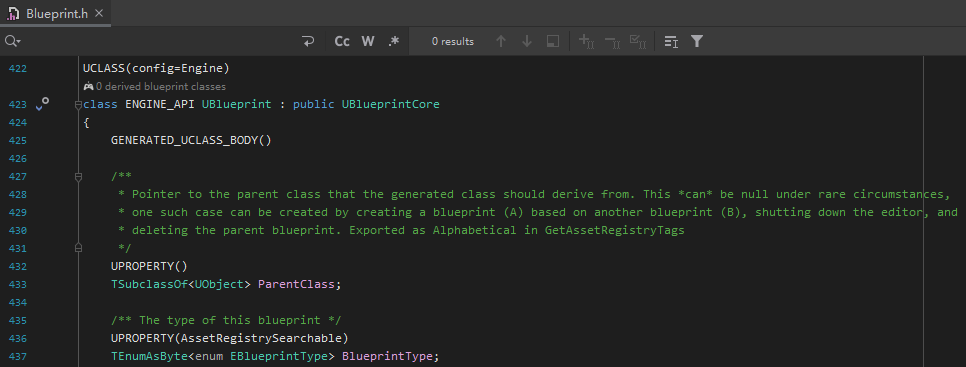 Blueprint.h
Cc W .* 0 results
422 UCLASS(config=Engine)
0 derived blueprint classes
423 class ENGINE_API UBlueprint : public UBlueprintCore
424 {
425 GENERATED_UCLASS_BODY()
426
427 /**
428 * Pointer to the parent class that the generated class should derive from. This *can* be null under rare circumstances,
429 * one such case can be created by creating a blueprint (A) based on another blueprint (B), shutting down the editor, and
430 * deleting the parent blueprint. Exported as Alphabetical in GetAssetRegistryTags
431 */
432 UPROPERTY()
433 TSubclassOf<UObject> ParentClass;
434
435 /** The type of this blueprint */
436 UPROPERTY(AssetRegistrySearchable)
437 TEnumAsByte<enum EBlueprintType> BlueprintType;